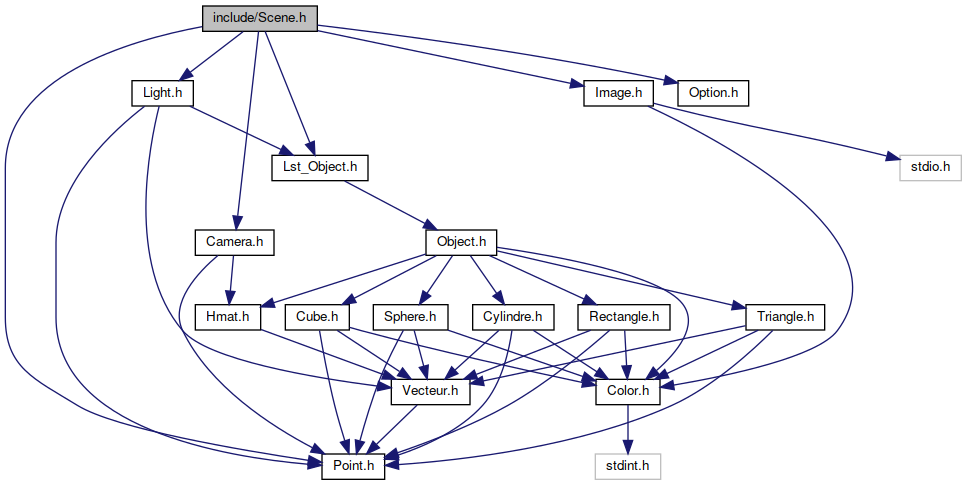 include/Scene.h
Light.h
Image.h
Option.h
Lst_Object.h
stdio.h
Camera.h
Object.h
Hmat.h
Cube.h
Sphere.h
Cylindre.h
Rectangle.h
Triangle.h
Vecteur.h
Color.h
Point.h
stdint.h